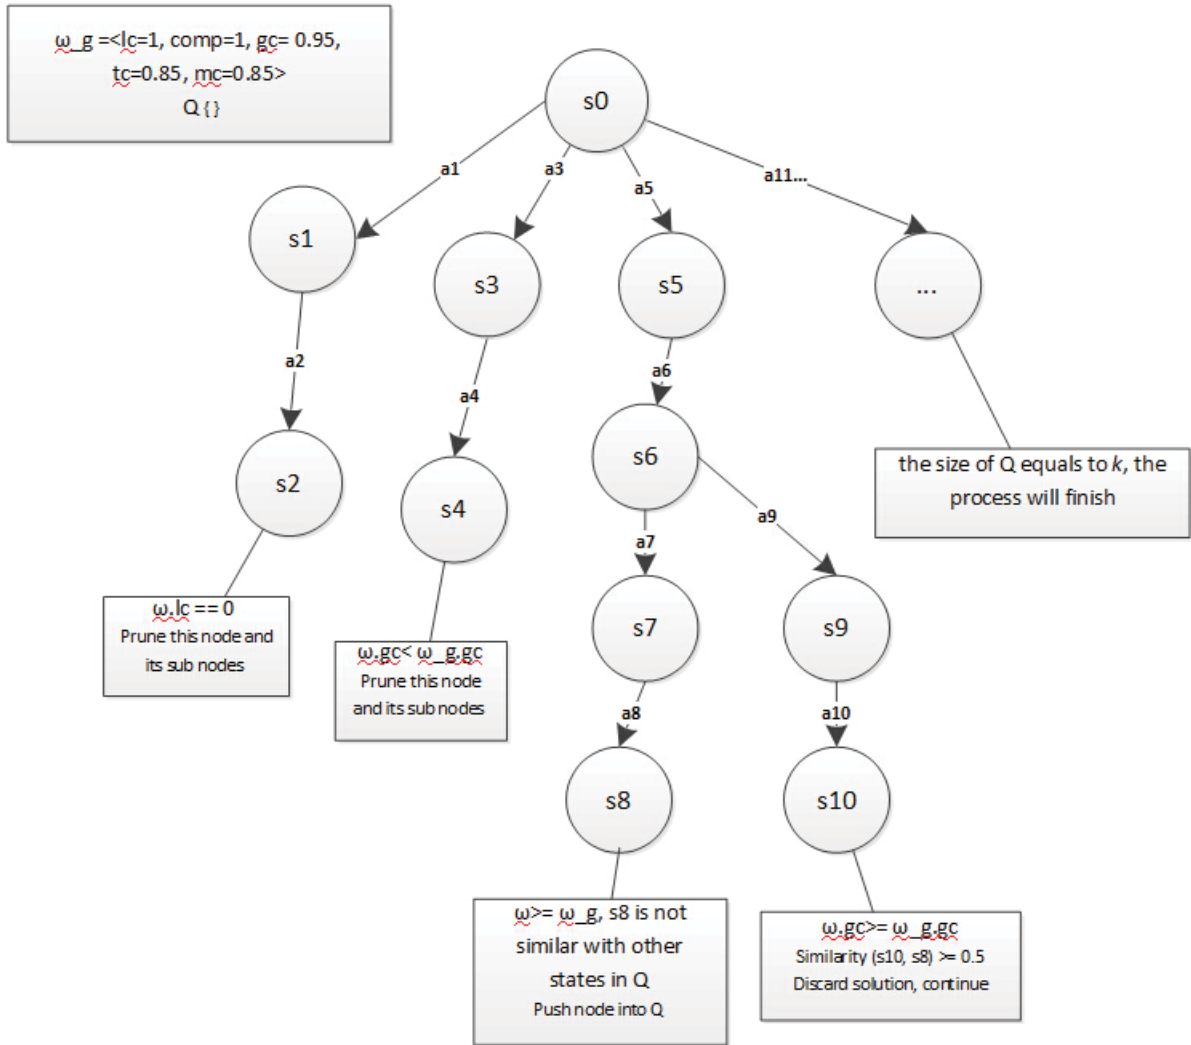 ω_g =<lc=1, comp=1, gc= 0.95,
tc=0.85, mc=0.85>
Q { }
s0
a1
a3
a5
a11...
s1
s3
s5
...
a2
a6
a4
s6
the size of Q equals to k, the
process will finish
s2
s4
a9
a7
ω.lc == 0
Prune this node and
its sub nodes
s7
s9
ω.gc< ω_g.gc
Prune this node
and its sub nodes
a8
a10
s8
s10
ω>= ω_g, s8 is not
similar with other
states in Q
Push node into Q
ω.gc>= ω_g.gc
Similarity (s10, s8) >= 0.5
Discard solution, continue